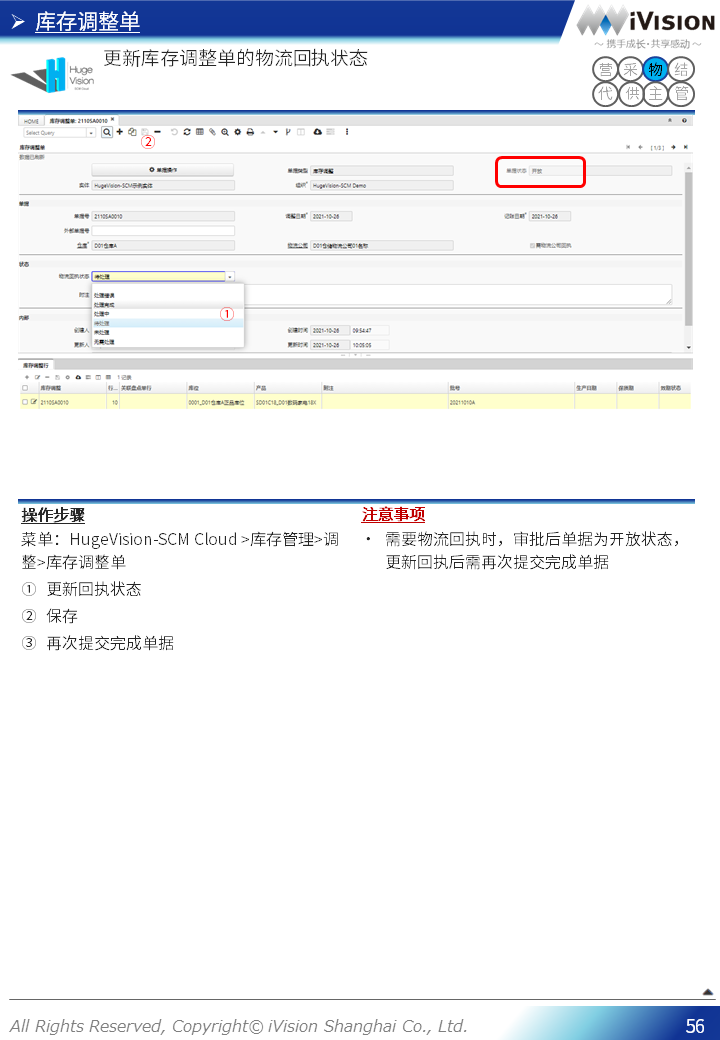 库存调整单
iVISION
～ 携手成长·共享感动 ～
Huge Vision
更新库存调整单的物流回执状态
营 采 物 结
代 供 主 管
HOME 库存调整单: 2110SA0010
Select Query
②
库存调整单
[1/3]
数据已刷新
单据操作 单据类型 库存调整 单据状态 开放
实体 HugeVision-SCM示例实体 组织* HugeVision-SCM Demo
单据
单据号 2110SA0010 调整日期* 2021-10-26 记账日期* 2021-10-26
外部单据号
仓库* D01仓库A 物流公司 D01仓储物流公司01名称 需物流公司回执
状态
物流回执状态 待处理
附注
处理错误
处理完成
处理中 ①
待处理
未处理
无需处理
内部
创建人 创建时间 2021-10-26 09:54:47
更新人 更新时间 2021-10-26 10:05:05
库存调整行
1 记录
库存调整 行... 关联盘点单行 库位 产品 附注 批号 生产日期 保质期 效期状态
2110SA0010 10 0001_D01仓库A正品库位 SD01C18_D01数码家电18X 20211010A
操作步骤
菜单：HugeVision-SCM Cloud >库存管理>调
整>库存调整单
① 更新回执状态
② 保存
③ 再次提交完成单据
注意事项
• 需要物流回执时，审批后单据为开放状态，
更新回执后需再次提交完成单据
All Rights Reserved, Copyright© iVision Shanghai Co., Ltd.
56